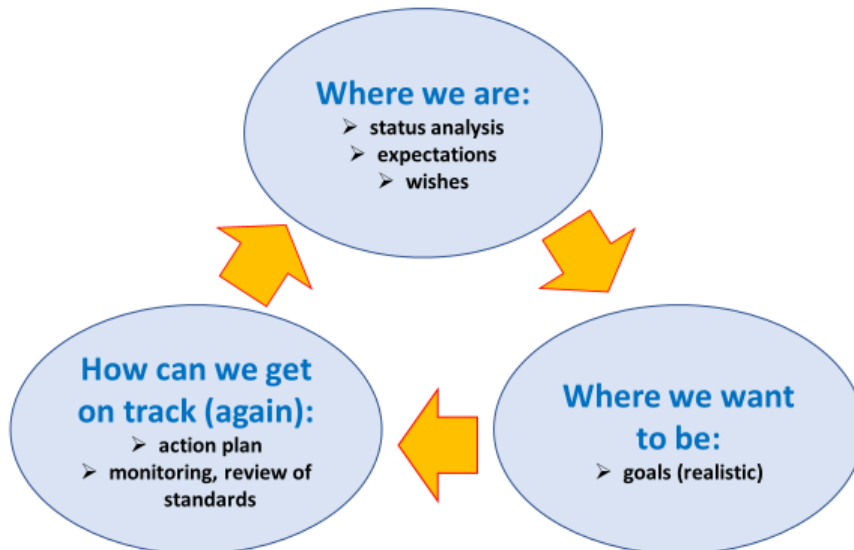 Where we are:
➢ status analysis
➢ expectations
➢ wishes
Where we want
to be:
➢ goals (realistic)
How can we get
on track (again):
➢ action plan
➢ monitoring, review of
standards